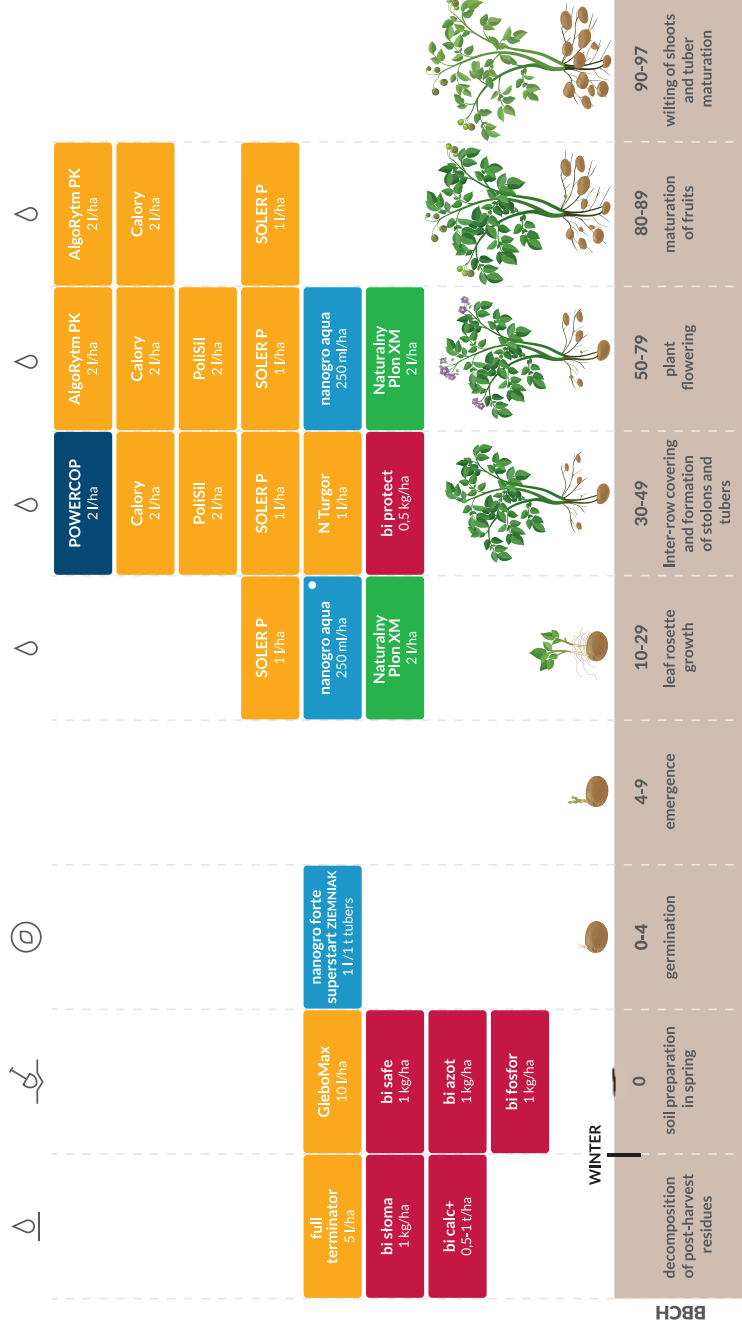 POWERCOP
2 l/ha
AlgoRytm PK
2 l/ha
AlgoRytm PK
2 l/ha
Calory
2 l/ha
Calory
2 l/ha
Calory
2 l/ha
PoliSil
2 l/ha
PoliSil
2 l/ha
SOLER P
1 l/ha
SOLER P
1 l/ha
SOLER P
1 l/ha
SOLER P
1 l/ha
full
terminator
5 l/ha
GleboMax
10 l/ha
nanogro forte
superstart ZIEMNIAK
1 l/1 t tubers
nanogro aqua
250 ml/ha
N Turgor
1 l/ha
nanogro aqua
250 ml/ha
bi słoma
1 kg/ha
bi safe
1 kg/ha
Naturalny
Plon XM
2 l/ha
bi protect
0,5 kg/ha
Naturalny
Plon XM
2 l/ha
bi calc+
0,5-1 t/ha
bi azot
1 kg/ha
bi fosfor
1 kg/ha
WINTER
BBCH
decomposition
of post-harvest
residues
0
soil preparation
in spring
0-4
germination
4-9
emergence
10-29
leaf rosette
growth
30-49
Inter-row covering
and formation
of stolons and
tubers
50-79
plant
flowering
80-89
maturation
of fruits
90-97
wilting of shoots
and tuber
maturation